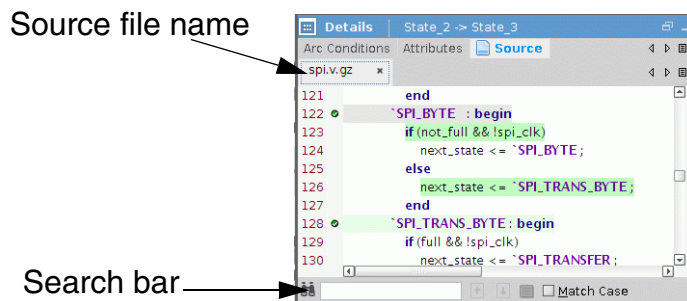 Source file name
Details State_2 -> State_3
Arc Conditions Attributes Source
spi.v.gz ×
121 end
122 `SPI_BYTE : begin
123 if (not_full && !spi_clk)
124 next_state <= `SPI_BYTE;
125 else
126 next_state <= `SPI_TRANS_BYTE;
127 end
128 `SPI_TRANS_BYTE: begin
129 if (full && !spi_clk)
130 next_state <= `SPI_TRANSFER;
Search bar
Match Case